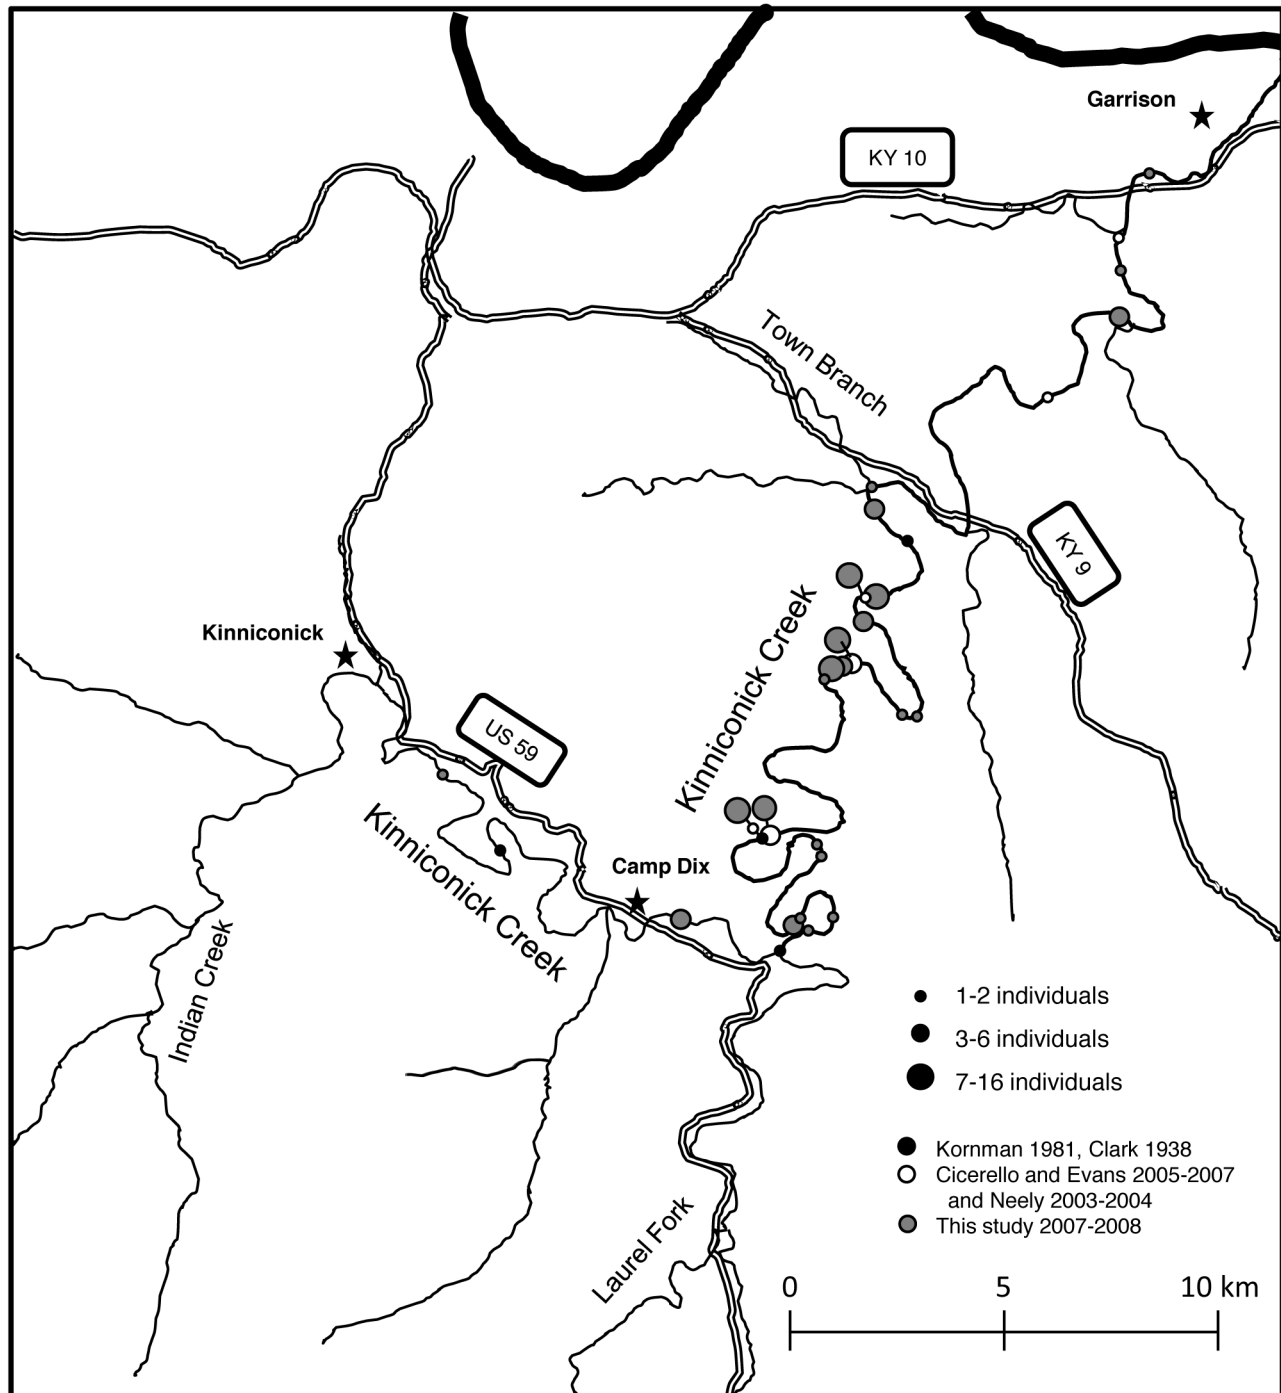 Garrison
KY 10
Town Branch
KY 9
Kinniconick
Kinniconick Creek
US 59
Kinniconick Creek
Camp Dix
Indian Creek
1-2 individuals
3-6 individuals
7-16 individuals
Kornman 1981, Clark 1938
Cicerello and Evans 2005-2007
and Neely 2003-2004
This study 2007-2008
Laurel Fork
0 5 10 km